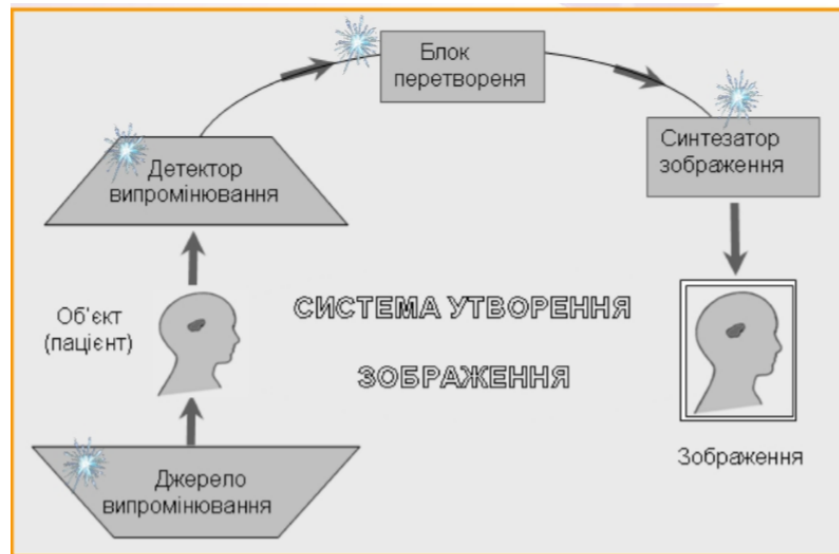 Блок
перетвореня
Синтезатор
зображення
Детектор
випромінювання
Об'єкт
(пацієнт)
СИСТЕМА УТВОРЕННЯ
ЗОБРАЖЕННЯ
Зображення
Джерело
випромінювання